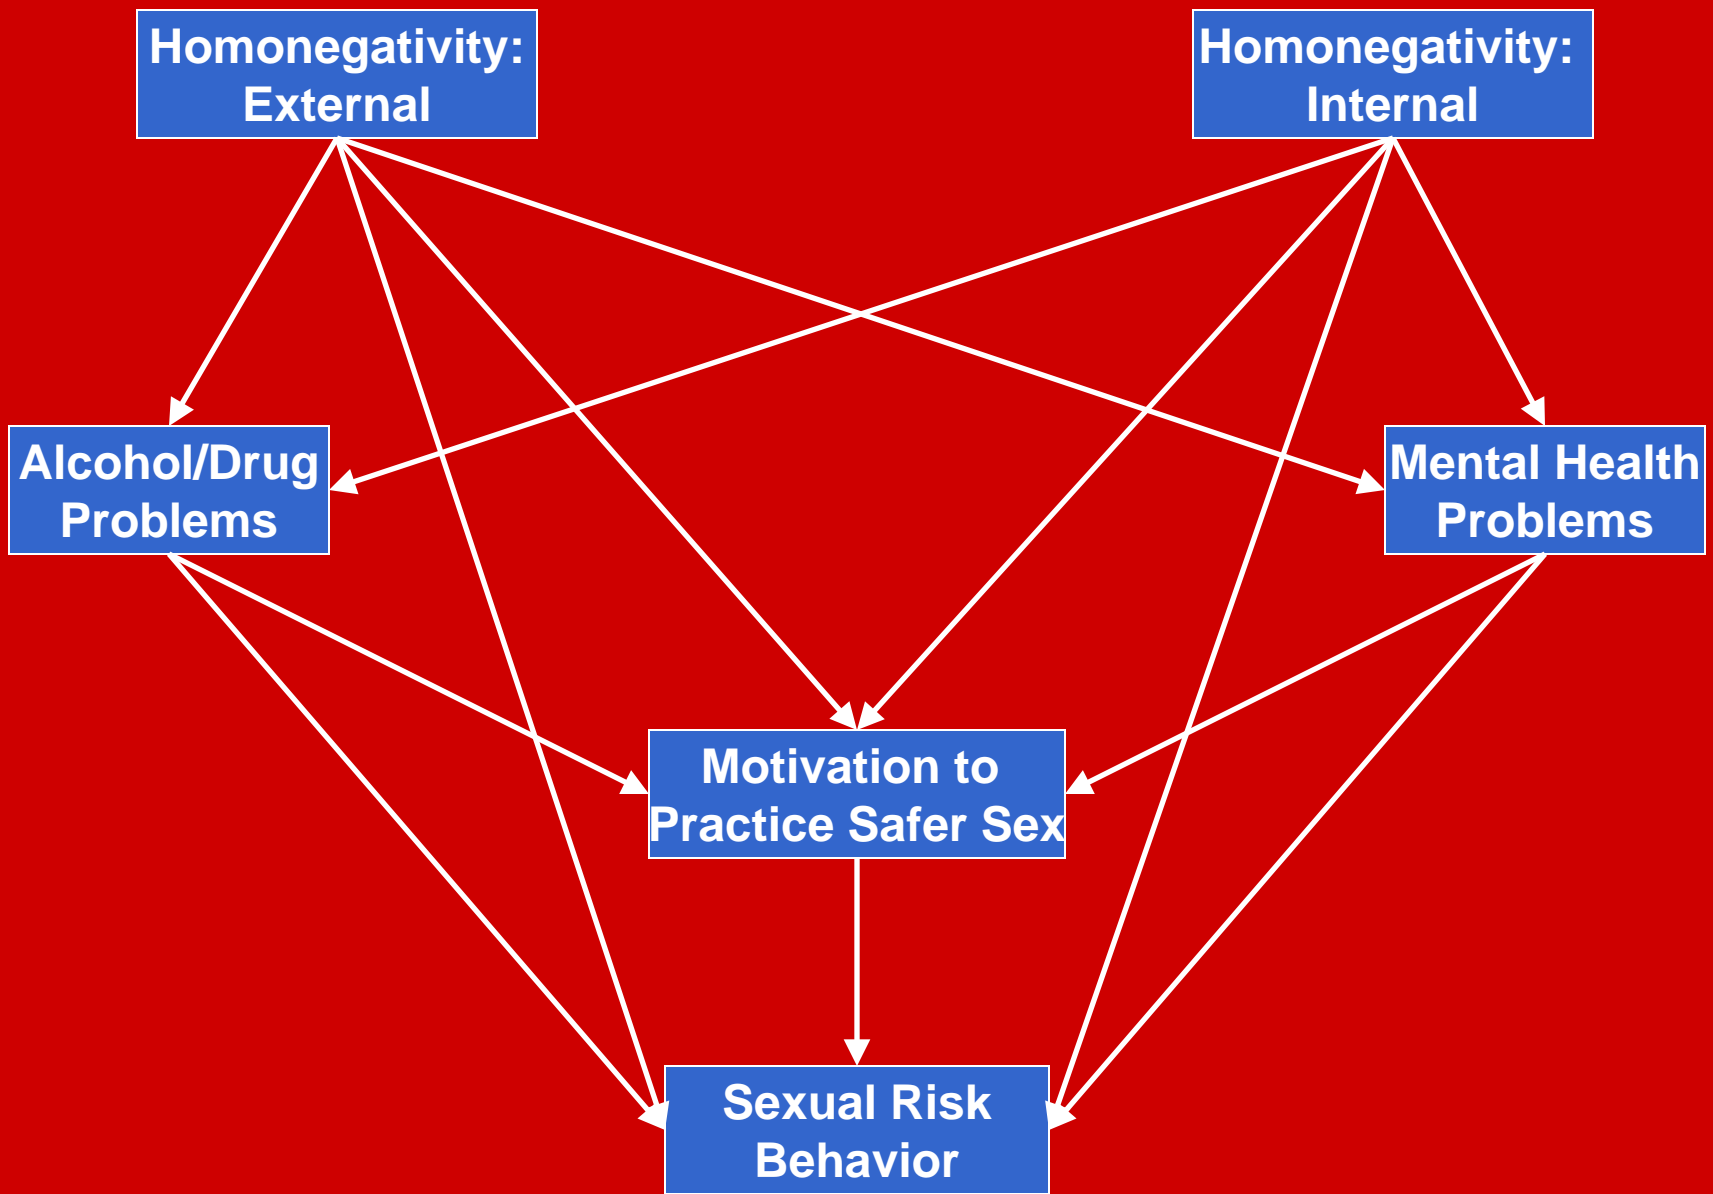 Homonegativity:
External
Homonegativity:
Internal
Alcohol/Drug
Problems
Mental Health
Problems
Motivation to
Practice Safer Sex
Sexual Risk
Behavior